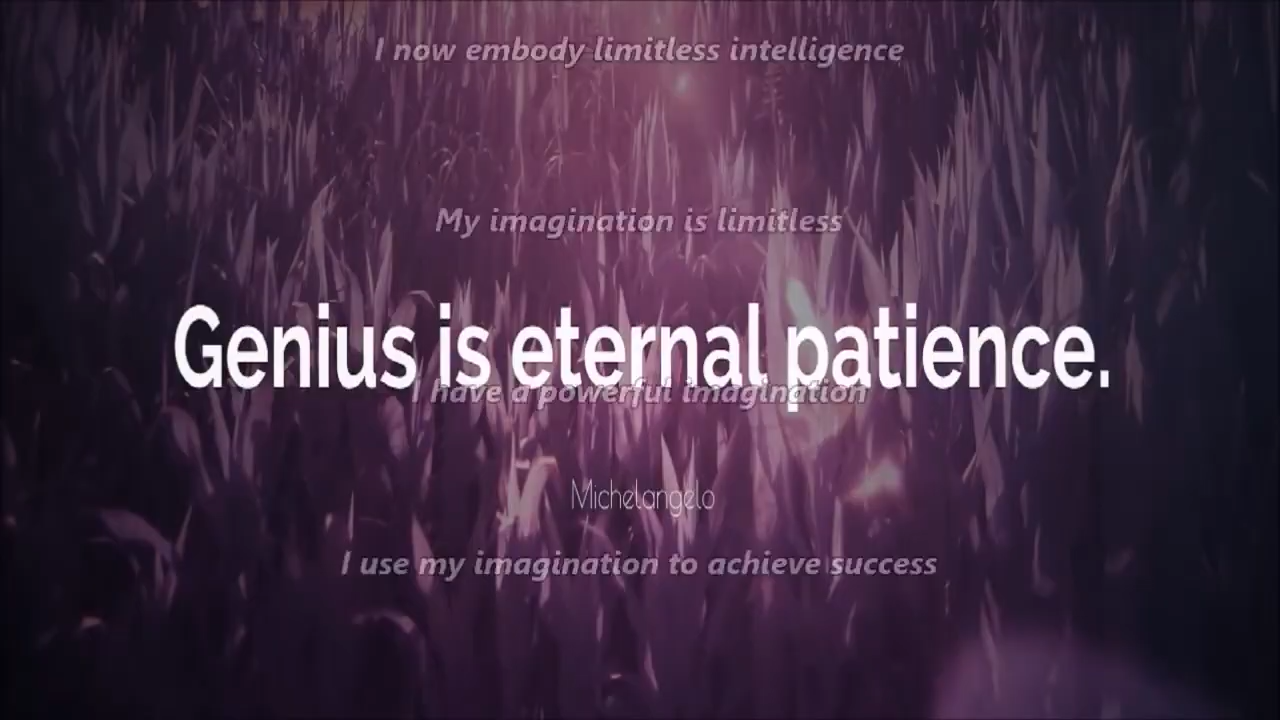 I now embody limitless intelligence
My imagination is limitless
Genius is eternal patience.
I have a powerful imagination
Michelangelo
I use my imagination to achieve success